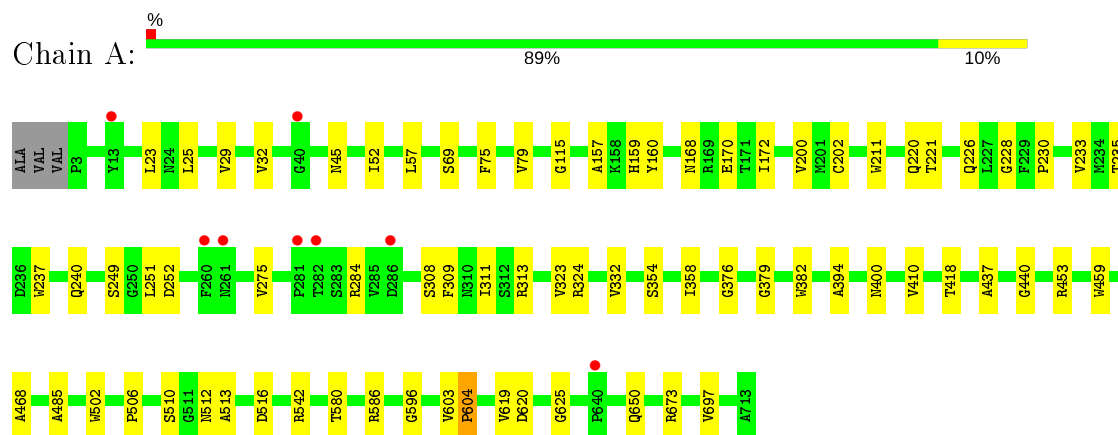 %
Chain A:
89% 10%
ALA VAL VAL P3 Y13 L23 N24 L25 V29 V32 G40 N45 I52 L57 S69 F75 V79 G115 A157 K158 H159 Y160 N168 R169 E170 T171 I172 V200 M201 C202 W211 Q220 T221 Q226 L227 G228 F229 P230 V233 M234 T235
D236 W237 Q240 S249 G250 L251 D252 F260 N261 V275 P281 T282 S283 R284 V285 D286 S308 F309 N310 I311 S312 R313 V323 R324 V332 S354 I358 G376 G379 W382 A394 N400 V410 T418 A437 G440 R453 W459
A468 A485 W502 P506 S510 G511 N512 A513 D516 R542 T580 R586 G596 V603 P604 V619 D620 G625 P640 Q650 R673 V697 A713